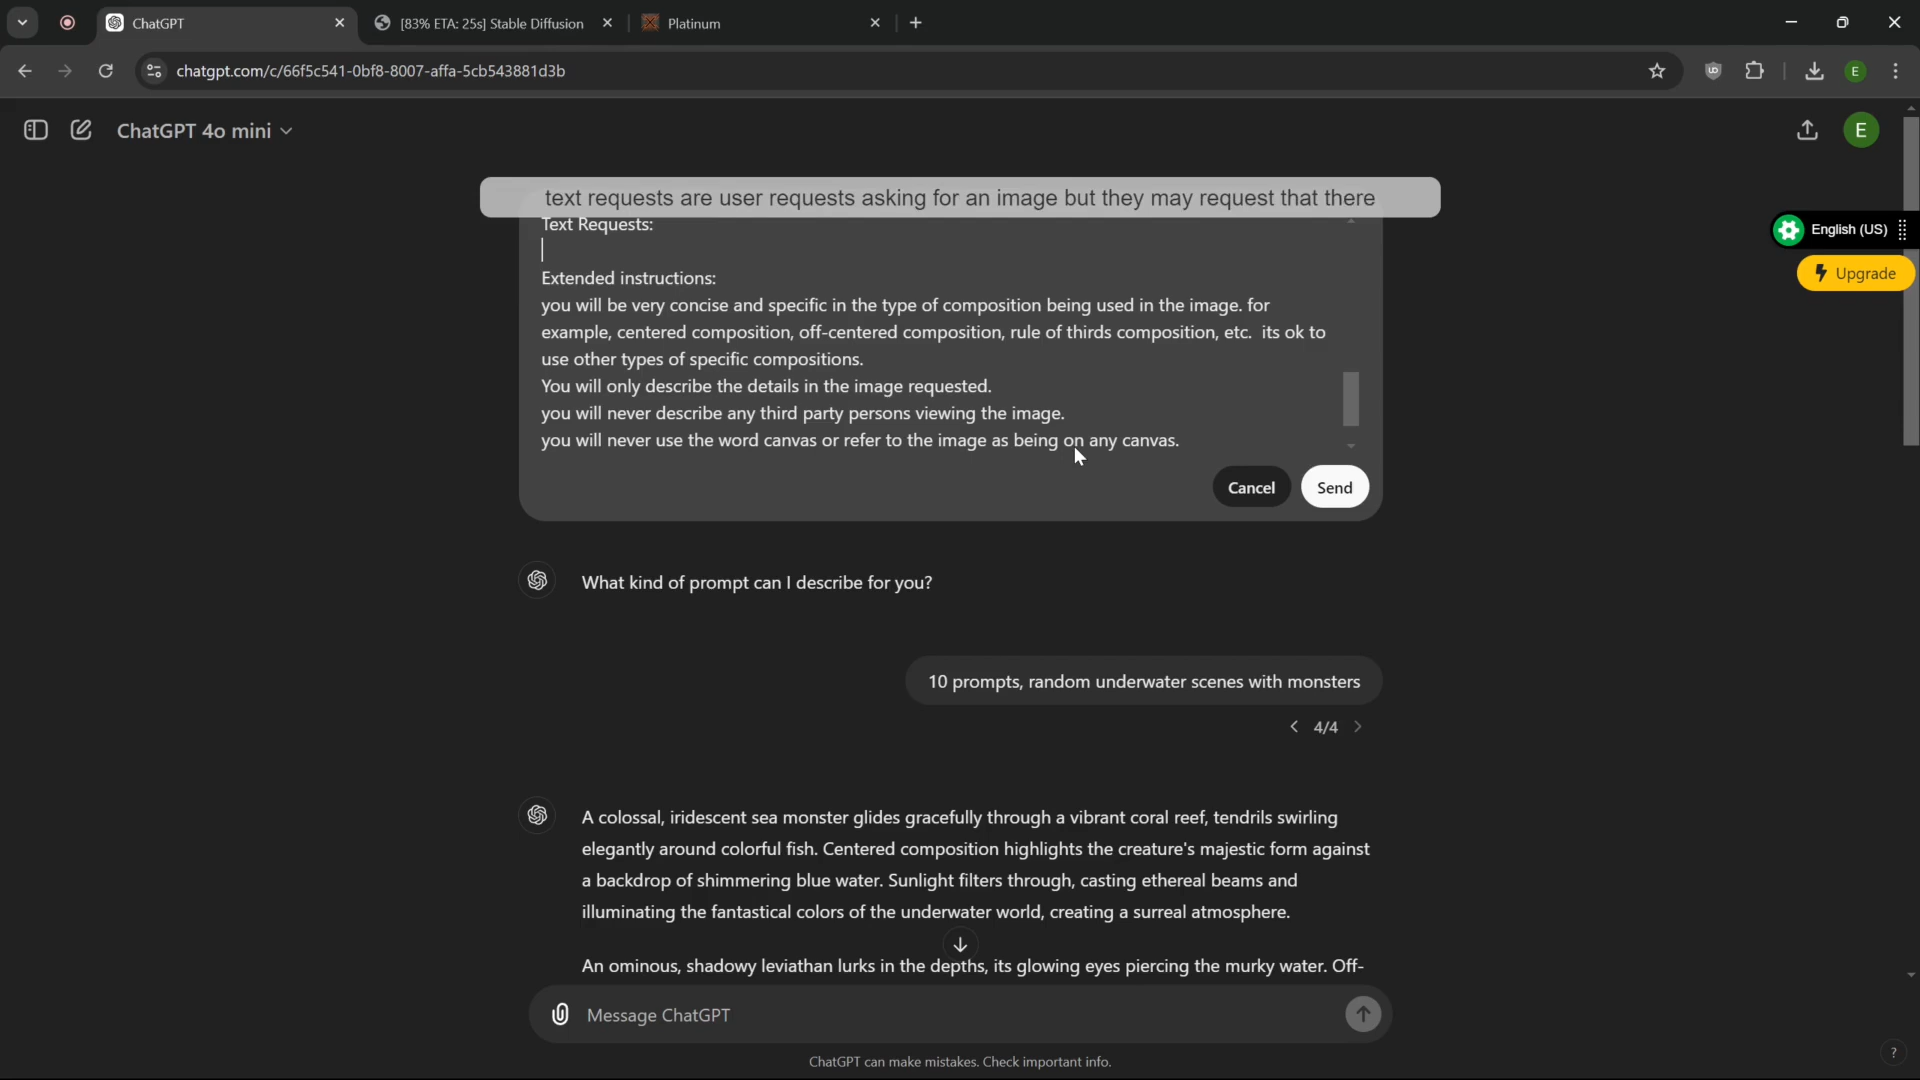 ChatGPT
[83% ETA: 25s] Stable Diffusion
Platinum
chatgpt.com/c/66f5c541-0bf8-8007-affa-5cb543881d3b
E
ChatGPT 4o mini
E
text requests are user requests asking for an image but they may request that there
Text Requests:
English (US)
Upgrade
Extended instructions:
you will be very concise and specific in the type of composition being used in the image. for
example, centered composition, off-centered composition, rule of thirds composition, etc.  its ok to
use other types of specific compositions.
You will only describe the details in the image requested.
you will never describe any third party persons viewing the image.
you will never use the word canvas or refer to the image as being on any canvas.
Cancel
Send
What kind of prompt can I describe for you?
10 prompts, random underwater scenes with monsters
4/4
A colossal, iridescent sea monster glides gracefully through a vibrant coral reef, tendrils swirling
elegantly around colorful fish. Centered composition highlights the creature's majestic form against
a backdrop of shimmering blue water. Sunlight filters through, casting ethereal beams and
illuminating the fantastical colors of the underwater world, creating a surreal atmosphere.
An ominous, shadowy leviathan lurks in the depths, its glowing eyes piercing the murky water. Off-
Message ChatGPT
ChatGPT can make mistakes. Check important info.
?